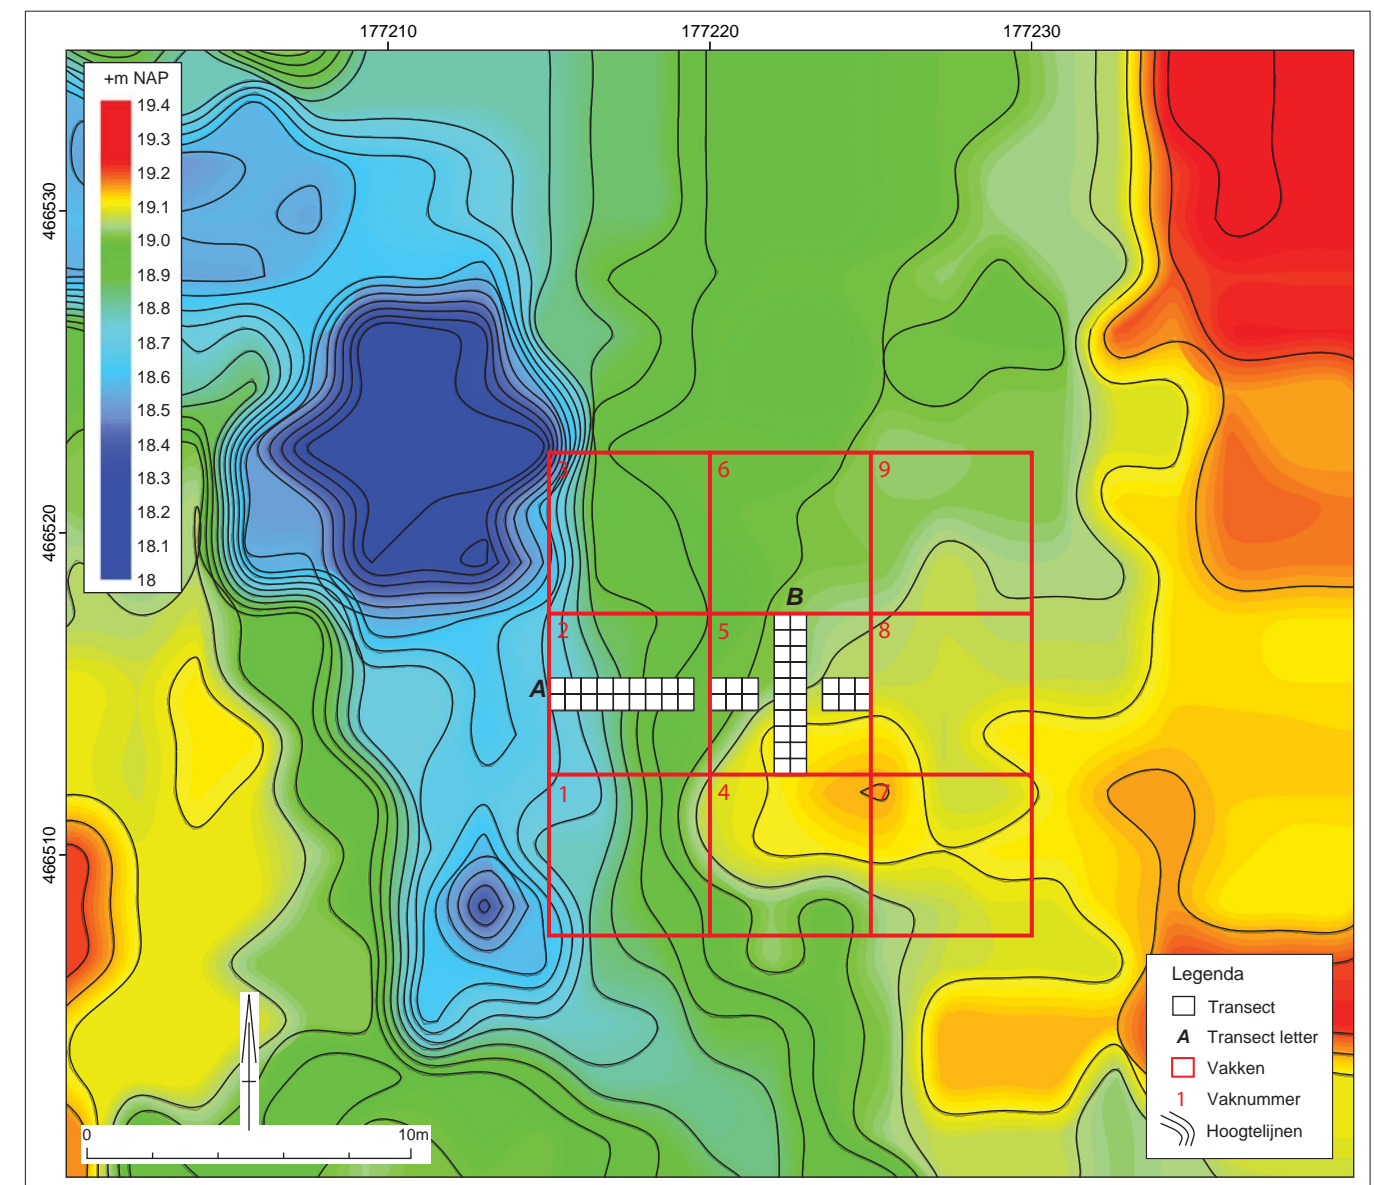 177210 177220 177230
+m NAP
19.4
19.3
19.2
19.1
19.0
18.9
18.8
18.7
18.6
18.5
18.4
18.3
18.2
18.1
18
466530
466520
466510
3 6 9
B
2 5 8
A
1 4 7
0 10m
Legenda
Transect
A Transect letter
Vakken
1 Vaknummer
Hoogtelijnen